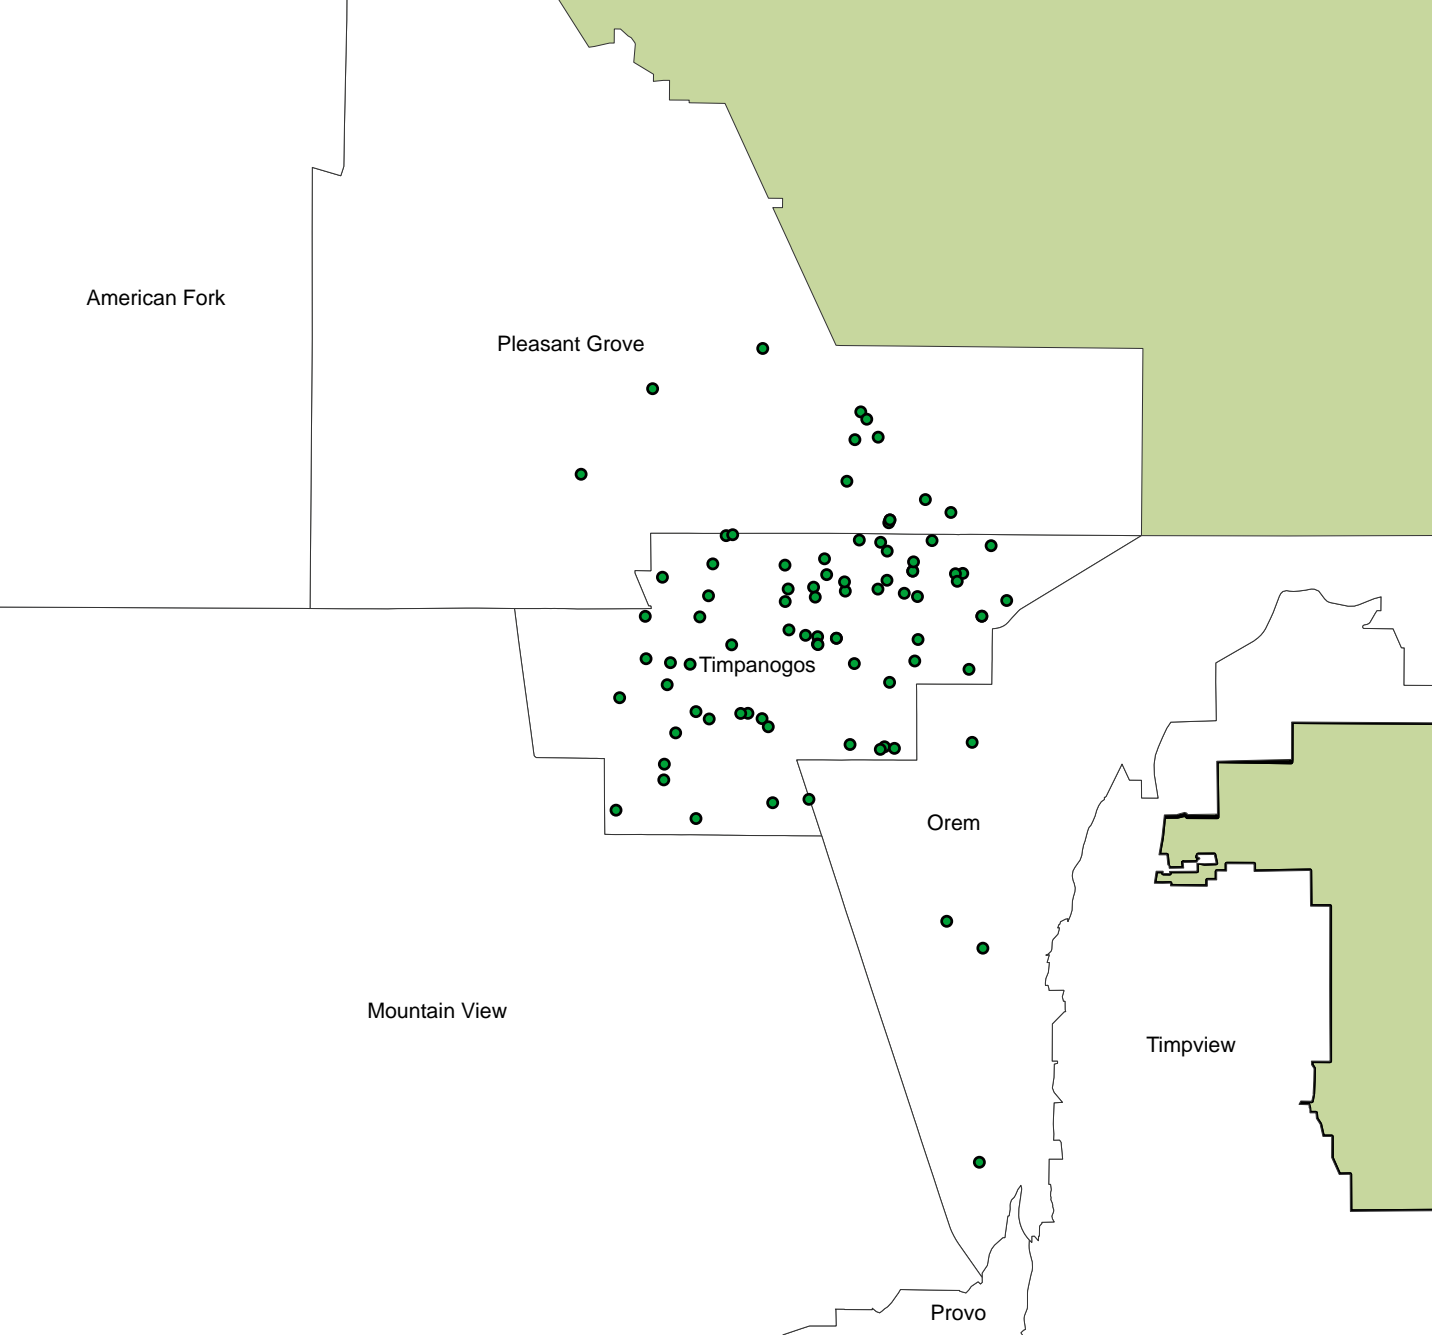 American Fork
Pleasant Grove
Timpanogos
Orem
Mountain View
Timpview
Provo